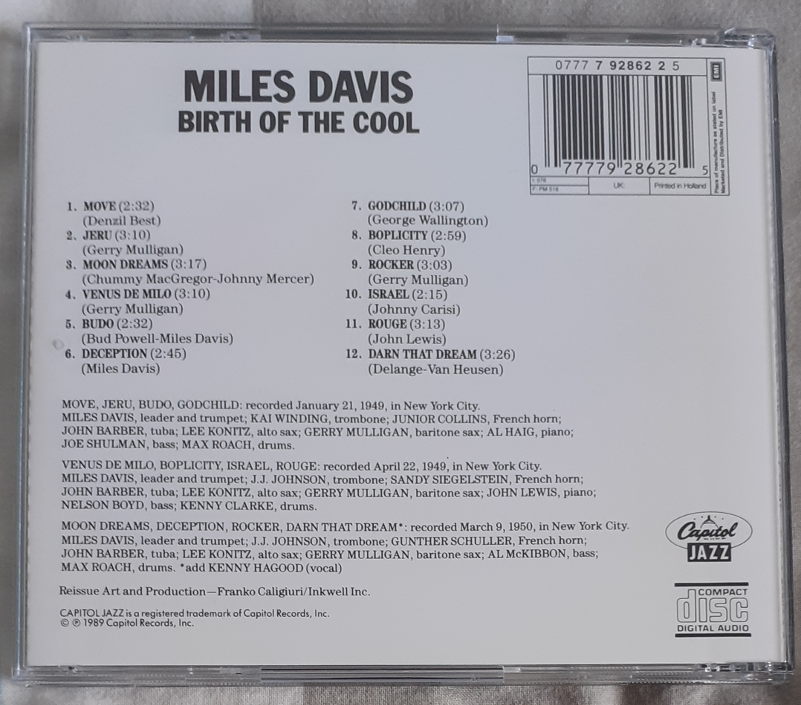 MILES DAVIS
BIRTH OF THE COOL
0777 7 92862 2 5
EMI
Place of manufacture as stated on label
Marketed and Distributed by EMI
0 77779 28622 5
UK:
Printed in Holland
1. MOVE (2:32)
(Denzil Best)
2. JERU (3:10)
(Gerry Mulligan)
3. MOON DREAMS (3:17)
(Chummy MacGregor-Johnny Mercer)
4. VENUS DE MILO (3:10)
(Gerry Mulligan)
5. BUDO (2:32)
(Bud Powell-Miles Davis)
6. DECEPTION (2:45)
(Miles Davis)
7. GODCHILD (3:07)
(George Wallington)
8. BOPLICITY (2:59)
(Cleo Henry)
9. ROCKER (3:03)
(Gerry Mulligan)
10. ISRAEL (2:15)
(Johnny Carisi)
11. ROUGE (3:13)
(John Lewis)
12. DARN THAT DREAM (3:26)
(Delange-Van Heusen)
MOVE, JERU, BUDO, GODCHILD: recorded January 21, 1949, in New York City.
MILES DAVIS, leader and trumpet; KAI WINDING, trombone; JUNIOR COLLINS, French horn;
JOHN BARBER, tuba; LEE KONITZ, alto sax; GERRY MULLIGAN, baritone sax; AL HAIG, piano;
JOE SHULMAN, bass; MAX ROACH, drums.
VENUS DE MILO, BOPLICITY, ISRAEL, ROUGE: recorded April 22, 1949, in New York City.
MILES DAVIS, leader and trumpet; J.J. JOHNSON, trombone; SANDY SIEGELSTEIN, French horn;
JOHN BARBER, tuba; LEE KONITZ, alto sax; GERRY MULLIGAN, baritone sax; JOHN LEWIS, piano;
NELSON BOYD, bass; KENNY CLARKE, drums.
MOON DREAMS, DECEPTION, ROCKER, DARN THAT DREAM*: recorded March 9, 1950, in New York City.
MILES DAVIS, leader and trumpet; J.J. JOHNSON, trombone; GUNTHER SCHULLER, French horn;
JOHN BARBER, tuba; LEE KONITZ, alto sax; GERRY MULLIGAN, baritone sax; AL McKIBBON, bass;
MAX ROACH, drums. *add KENNY HAGOOD (vocal)
Reissue Art and Production—Franko Caligiuri/Inkwell Inc.
CAPITOL JAZZ is a registered trademark of Capitol Records, Inc.
© ℗ 1989 Capitol Records, Inc.
Capitol
JAZZ
COMPACT
disc
DIGITAL AUDIO